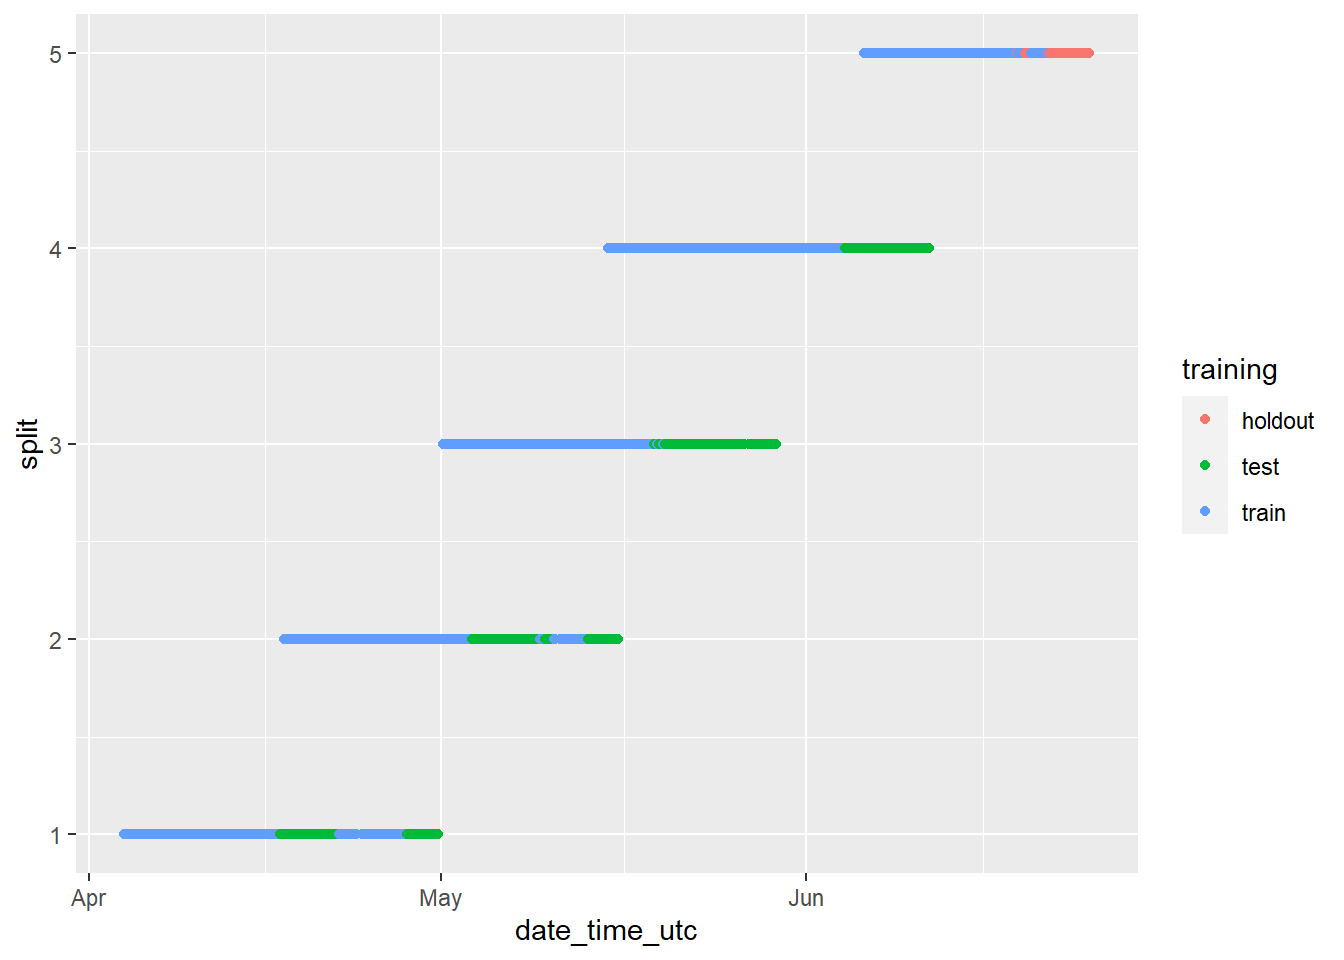 5
4
3
2
1
split
Apr
May
Jun
date_time_utc
training
holdout
test
train